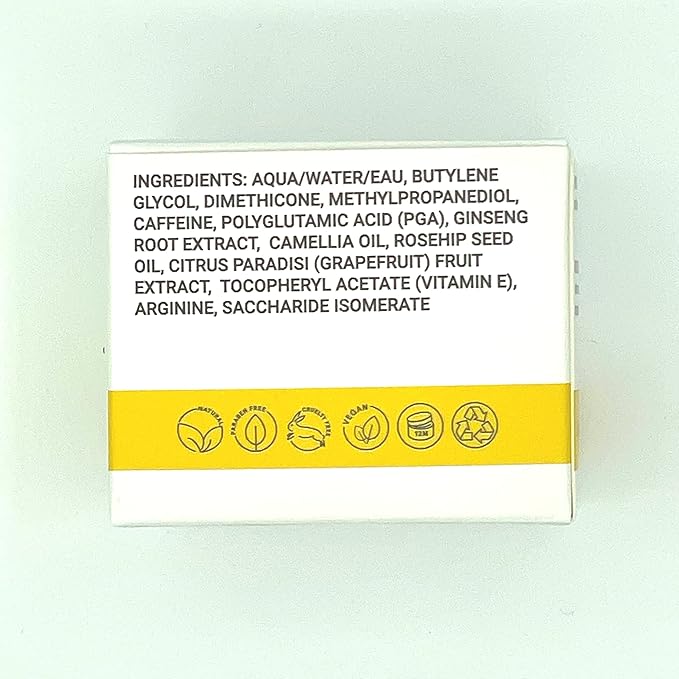 INGREDIENTS: AQUA/WATER/EAU, BUTYLENE
GLYCOL, DIMETHICONE, METHYLPROPANEDIOL,
CAFFEINE, POLYGLUTAMIC ACID (PGA), GINSENG
ROOT EXTRACT, CAMELLIA OIL, ROSEHIP SEED
OIL, CITRUS PARADISI (GRAPEFRUIT) FRUIT
EXTRACT, TOCOPHERYL ACETATE (VITAMIN E),
ARGININE, SACCHARIDE ISOMERATE
NATURAL
PARABEN FREE
CRUELTY FREE
VEGAN
12M